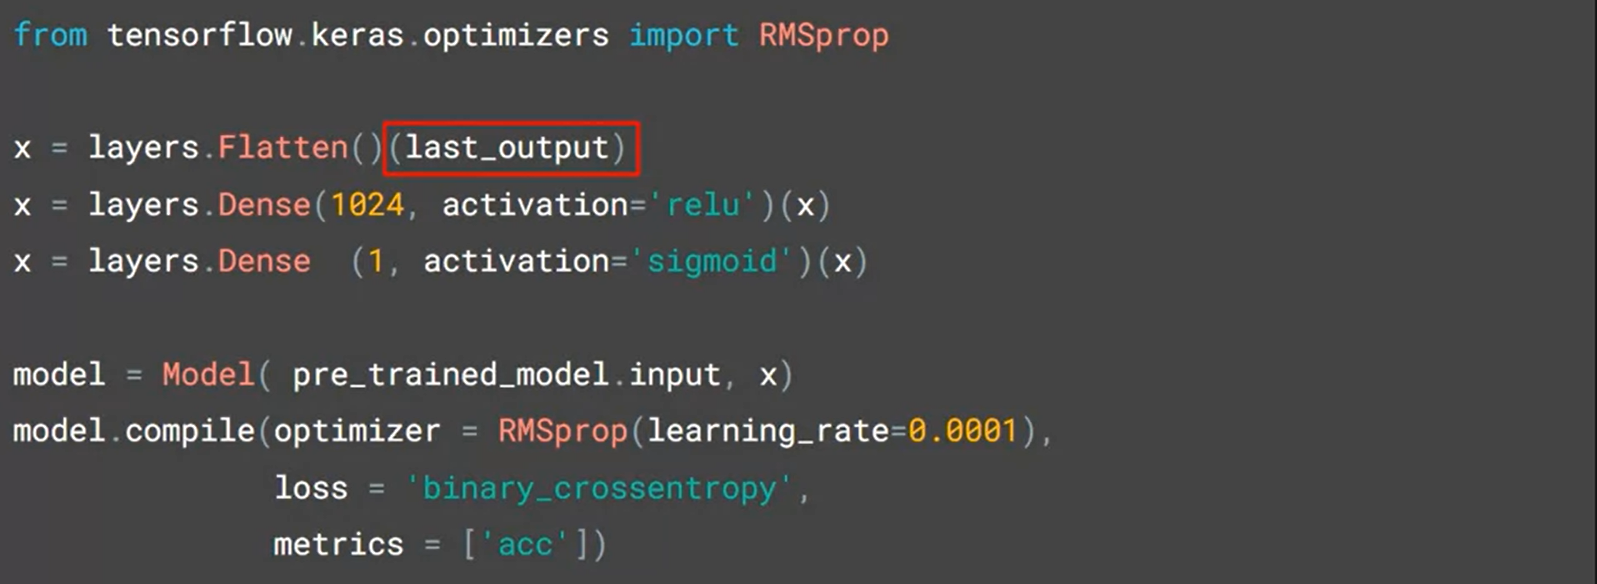 from tensorflow.keras.optimizers import RMSprop
x = layers.Flatten()(last_output)
x = layers.Dense(1024, activation='relu')(x)
x = layers.Dense  (1, activation='sigmoid')(x)
model = Model( pre_trained_model.input, x)
model.compile(optimizer = RMSprop(learning_rate=0.0001),
              loss = 'binary_crossentropy',
              metrics = ['acc'])